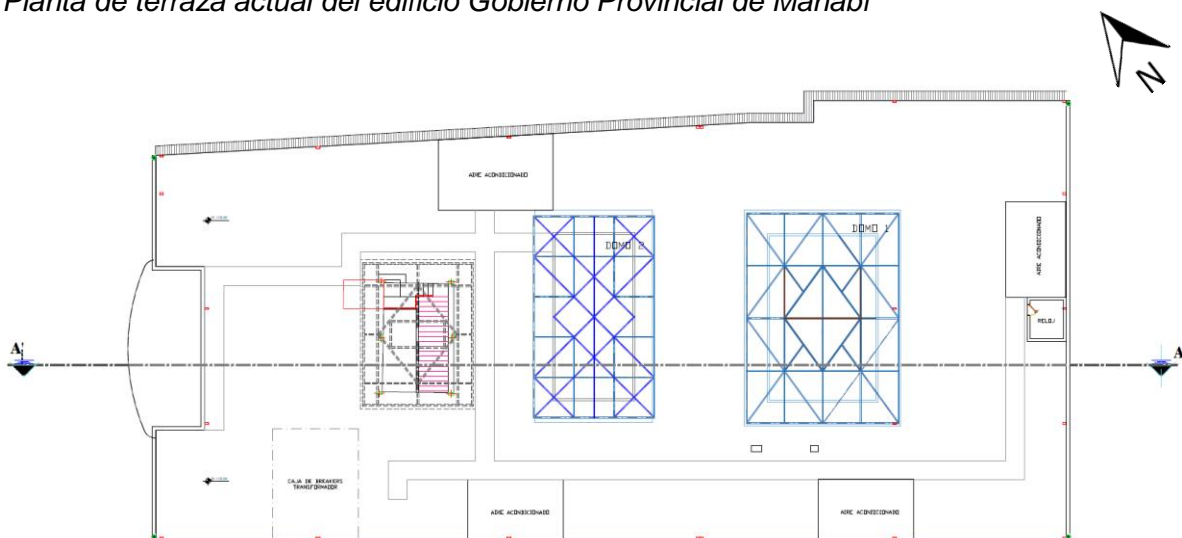 Planta de terraza actual del edificio Gobierno Provincial de Manabí
N
AIRE ACONDICIONADO
DOMO 2
DOMO 1
AIRE ACONDICIONADO
RELOJ
A
A
CAJA DE BREAKERS
TRANSFORMADOR
AIRE ACONDICIONADO
AIRE ACONDICIONADO